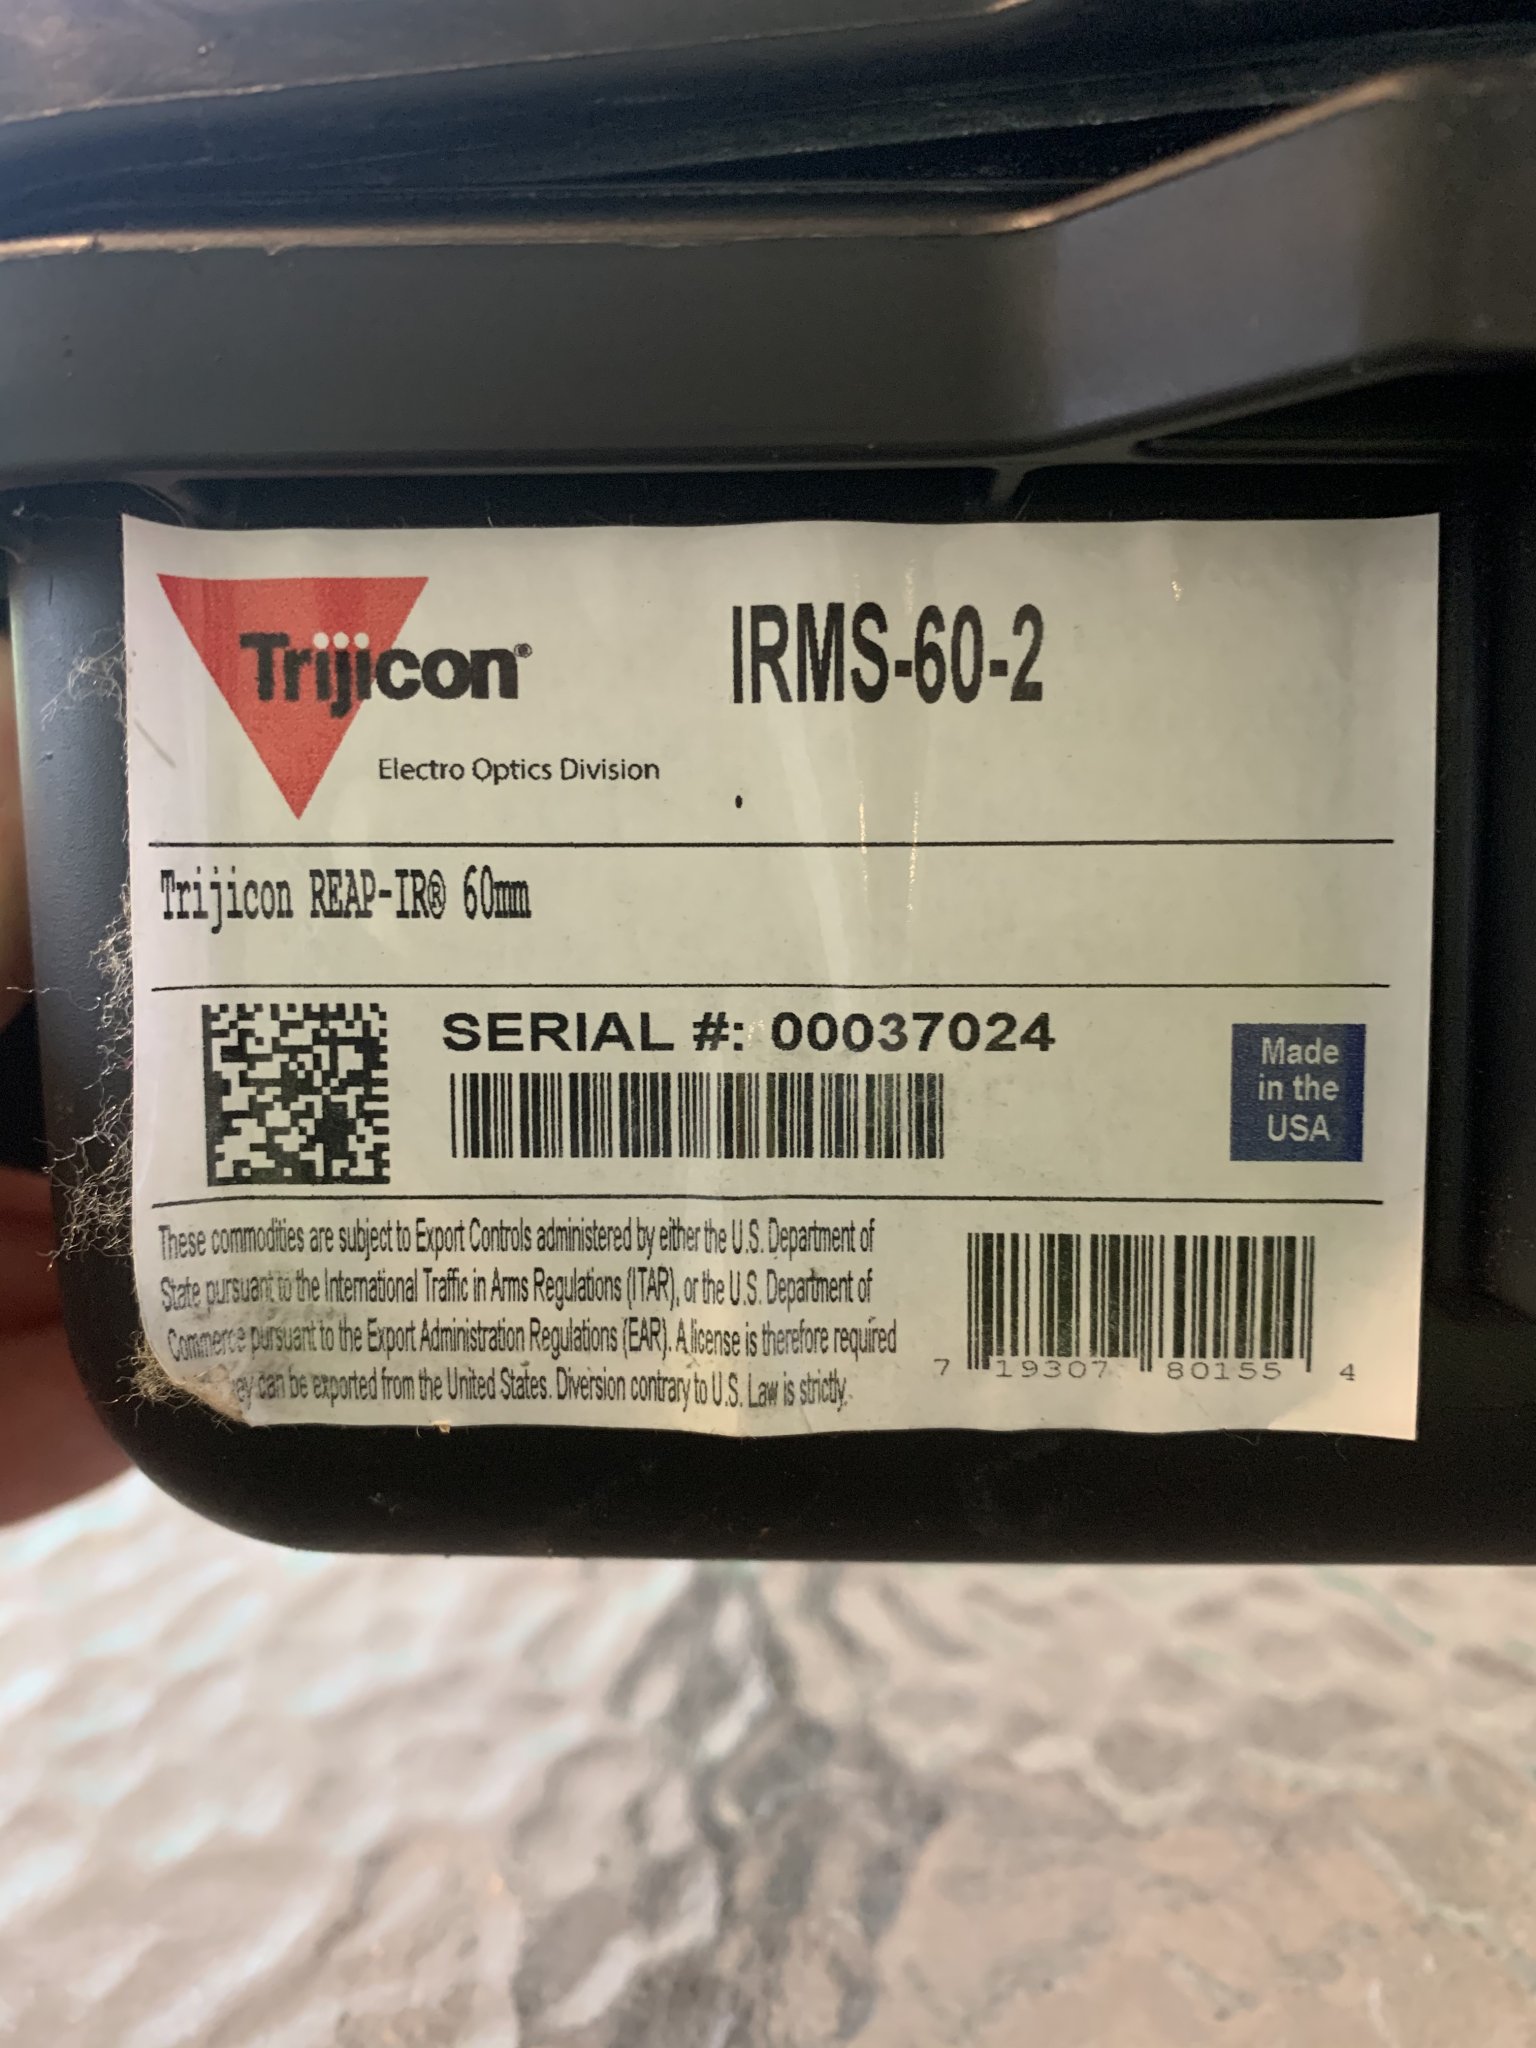 Trijicon®
IRMS-60-2
Electro Optics Division
Trijicon REAP-IR® 60mm
SERIAL #: 00037024
Made
in the
USA
These commodities are subject to Export Controls administered by either the U.S. Department of
State pursuant to the International Traffic in Arms Regulations (ITAR), or the U.S. Department of
Commerce pursuant to the Export Administration Regulations (EAR). A license is therefore required
can be exported from the United States. Diversion contrary to U.S. Law is strictly.
7 19307 80155 4